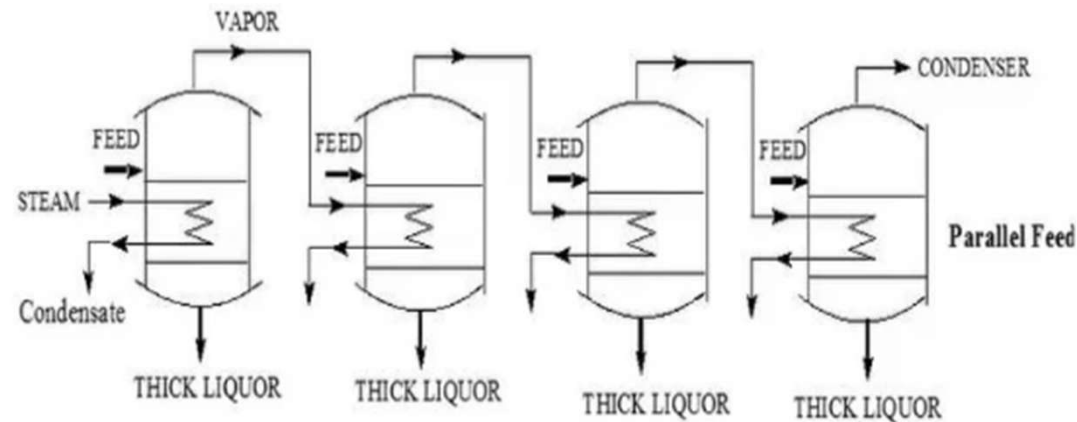 VAPOR
CONDENSER
FEED
FEED
FEED
FEED
STEAM
Parallel Feed
Condensate
THICK LIQUOR
THICK LIQUOR
THICK LIQUOR
THICK LIQUOR